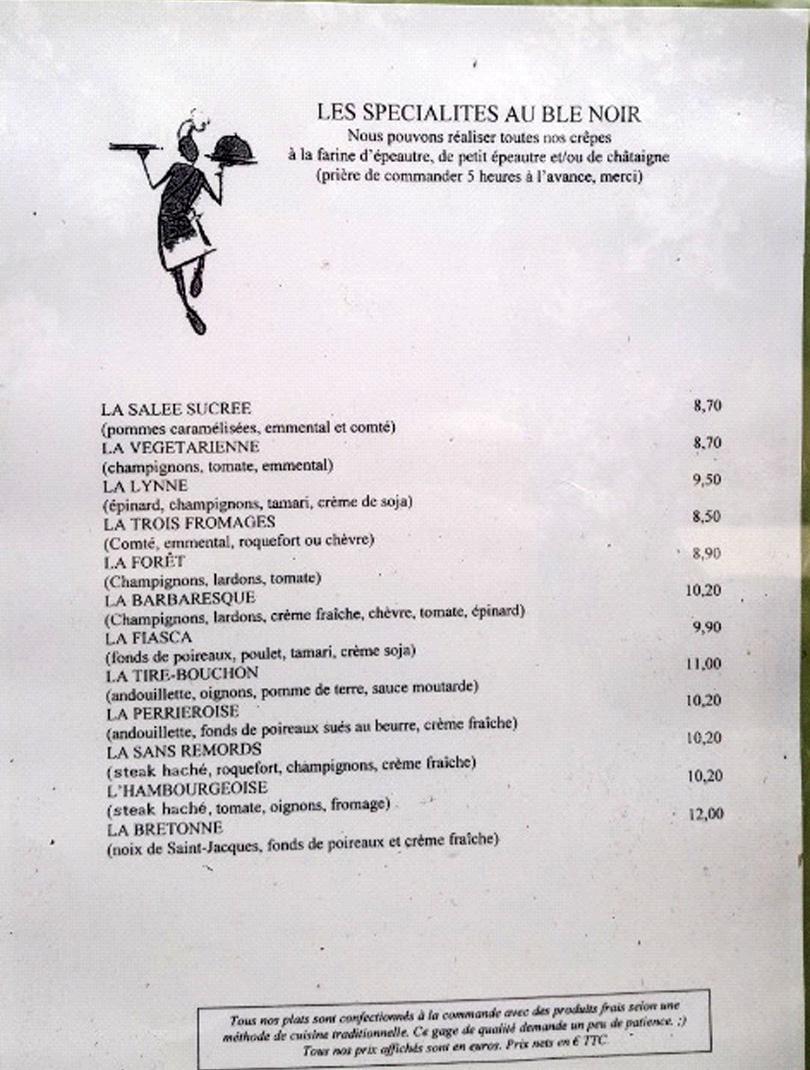 LES SPECIALITES AU BLE NOIR
Nous pouvons réaliser toutes nos crêpes
à la farine d'épeautre, de petit épeautre et/ou de châtaigne
(prière de commander 5 heures à l'avance, merci)
LA SALEE SUCREE 8,70
(pommes caramélisées, emmental et comté)
LA VEGETARIENNE 8,70
(champignons, tomate, emmental)
LA LYNNE 9,50
(épinard, champignons, tamari, crème de soja)
LA TROIS FROMAGES 8,50
(Comté, emmental, roquefort ou chèvre)
LA FORÊT 8,90
(Champignons, lardons, tomate)
LA BARBARESQUE 10,20
(Champignons, lardons, crème fraîche, chèvre, tomate, épinard)
LA FIASCA 9,90
(fonds de poireaux, poulet, tamari, crème soja)
LA TIRE-BOUCHON 11,00
(andouillette, oignons, pomme de terre, sauce moutarde)
LA PERRIEROISE 10,20
(andouillette, fonds de poireaux sués au beurre, crème fraîche)
LA SANS REMORDS 10,20
(steak haché, roquefort, champignons, crème fraîche)
L'HAMBOURGEOISE 10,20
(steak haché, tomate, oignons, fromage)
LA BRETONNE 12,00
(noix de Saint-Jacques, fonds de poireaux et crème fraîche)
Tous nos plats sont confectionnés à la commande avec des produits frais selon une
méthode de cuisine traditionnelle. Ce gage de qualité demande un peu de patience. ;)
Tous nos prix affichés sont en euros. Prix nets en € TTC